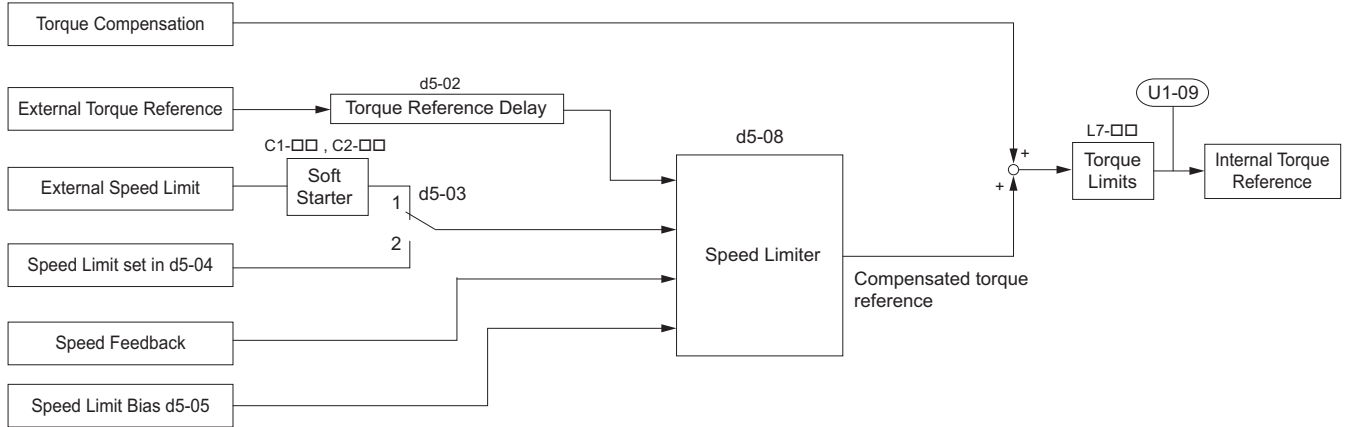 Torque Compensation
d5-02
External Torque Reference
Torque Reference Delay
U1-09
d5-08
L7-□□
C1-□□ , C2-□□
+
Torque
Limits
Internal Torque
Reference
External Speed Limit
Soft
Starter
d5-03
1
+
2
Speed Limiter
Speed Limit set in d5-04
Compensated torque
reference
Speed Feedback
Speed Limit Bias d5-05